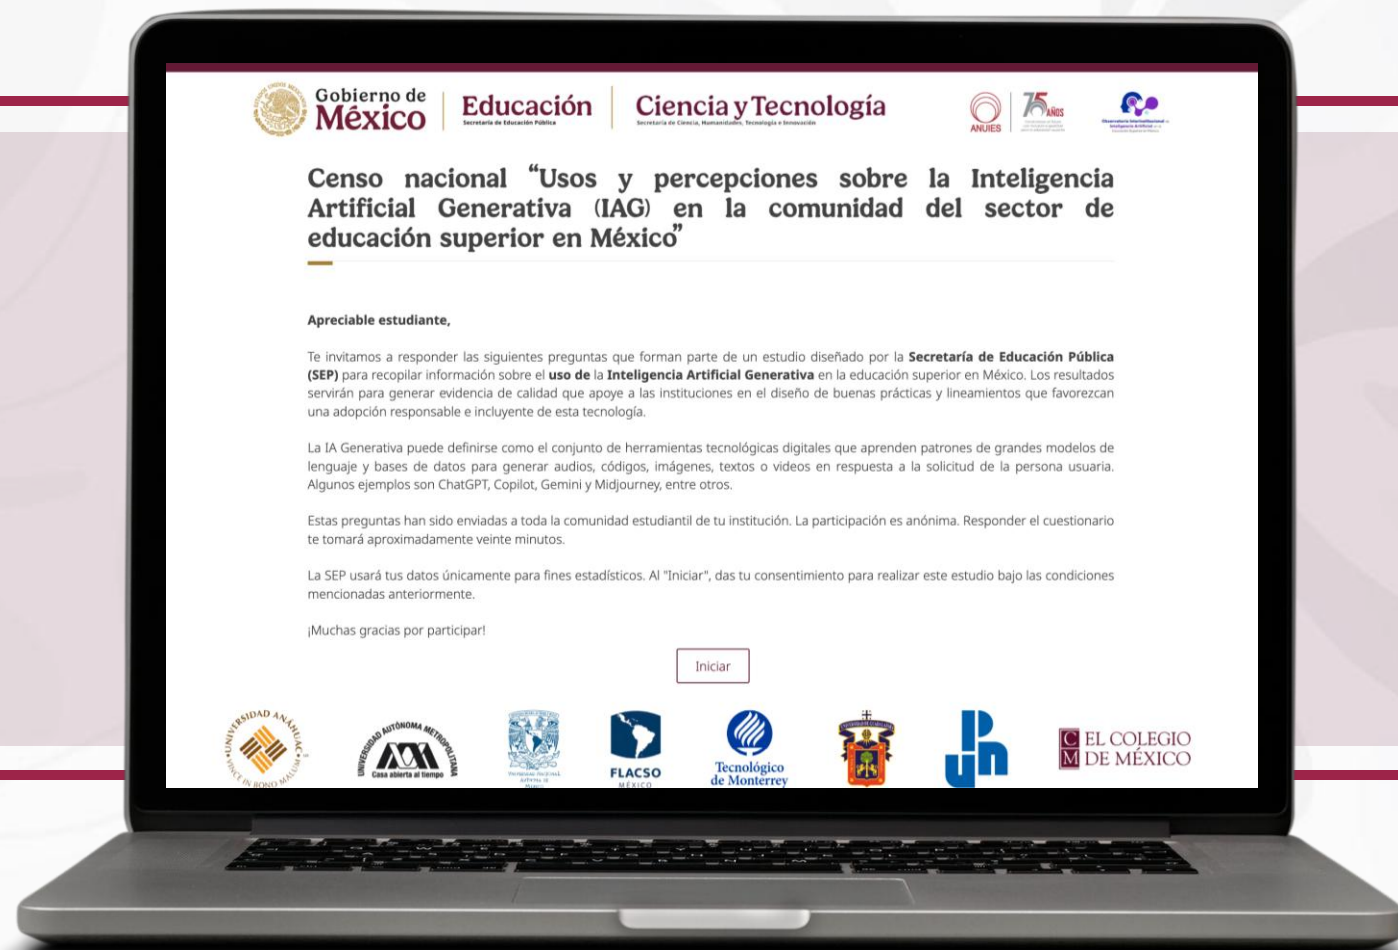 Gobierno de
México
Educación
Secretaría de Educación Pública
Ciencia y Tecnología
Secretaría de Ciencia, Humanidades, Tecnología e Innovación
ANUIES
75 AÑOS
Censo nacional “Usos y percepciones sobre la Inteligencia
Artificial Generativa (IAG) en la comunidad del sector de
educación superior en México”
Apreciable estudiante,
Te invitamos a responder las siguientes preguntas que forman parte de un estudio diseñado por la Secretaría de Educación Pública
(SEP) para recopilar información sobre el uso de la Inteligencia Artificial Generativa en la educación superior en México. Los resultados
servirán para generar evidencia de calidad que apoye a las instituciones en el diseño de buenas prácticas y lineamientos que favorezcan
una adopción responsable e incluyente de esta tecnología.
La IA Generativa puede definirse como el conjunto de herramientas tecnológicas digitales que aprenden patrones de grandes modelos de
lenguaje y bases de datos para generar audios, códigos, imágenes, textos o videos en respuesta a la solicitud de la persona usuaria.
Algunos ejemplos son ChatGPT, Copilot, Gemini y Midjourney, entre otros.
Estas preguntas han sido enviadas a toda la comunidad estudiantil de tu institución. La participación es anónima. Responder el cuestionario
te tomará aproximadamente veinte minutos.
La SEP usará tus datos únicamente para fines estadísticos. Al "Iniciar", das tu consentimiento para realizar este estudio bajo las condiciones
mencionadas anteriormente.
¡Muchas gracias por participar!
Iniciar
UNIVERSIDAD ANÁHUAC
VINCE IN BONO MALUM
UNIVERSIDAD AUTÓNOMA METROPOLITANA
Casa abierta al tiempo
FLACSO
MÉXICO
Tecnológico
de Monterrey
UPN
CM
EL COLEGIO
DE MÉXICO